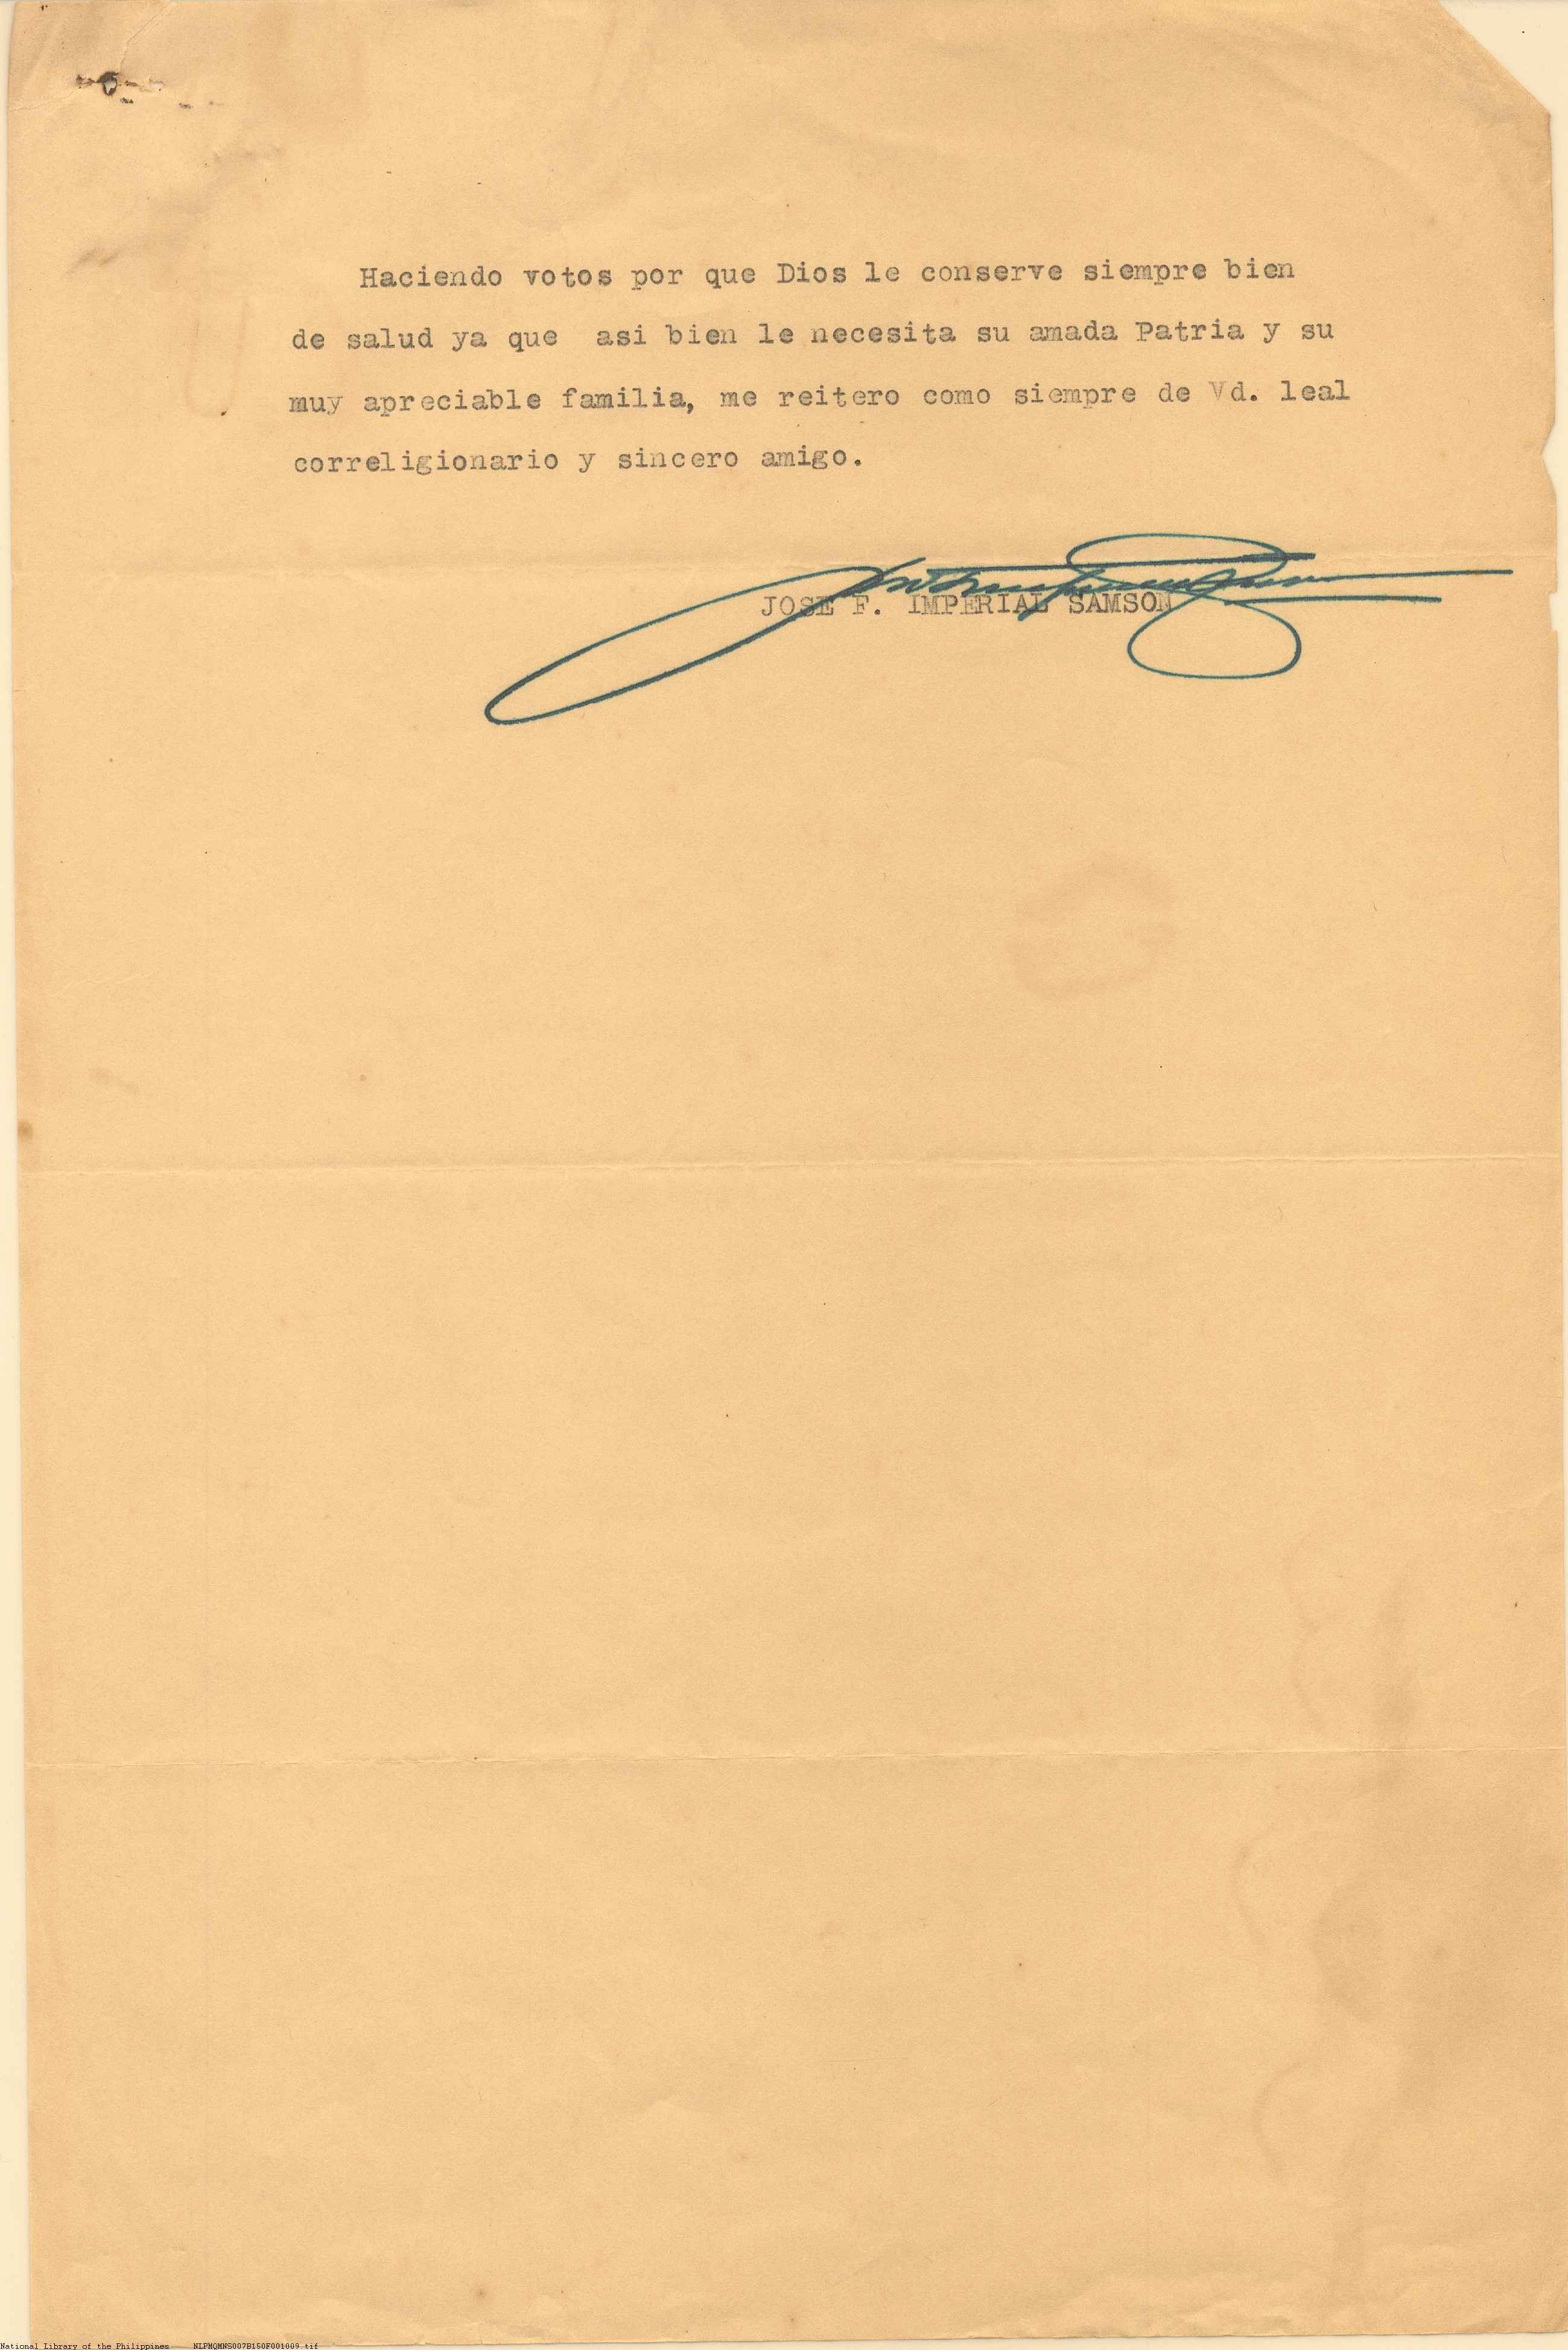 Haciendo votos por que Dios le conserve siempre bien
de salud ya que asi bien le necesita su amada Patria y su
muy apreciable familia, me reitero como siempre de Vd. leal
correligionario y sincero amigo.
JOSE F. IMPERIAL SAMSON
National Library of the Philippines NLPMQMNS007B150F001009.tif